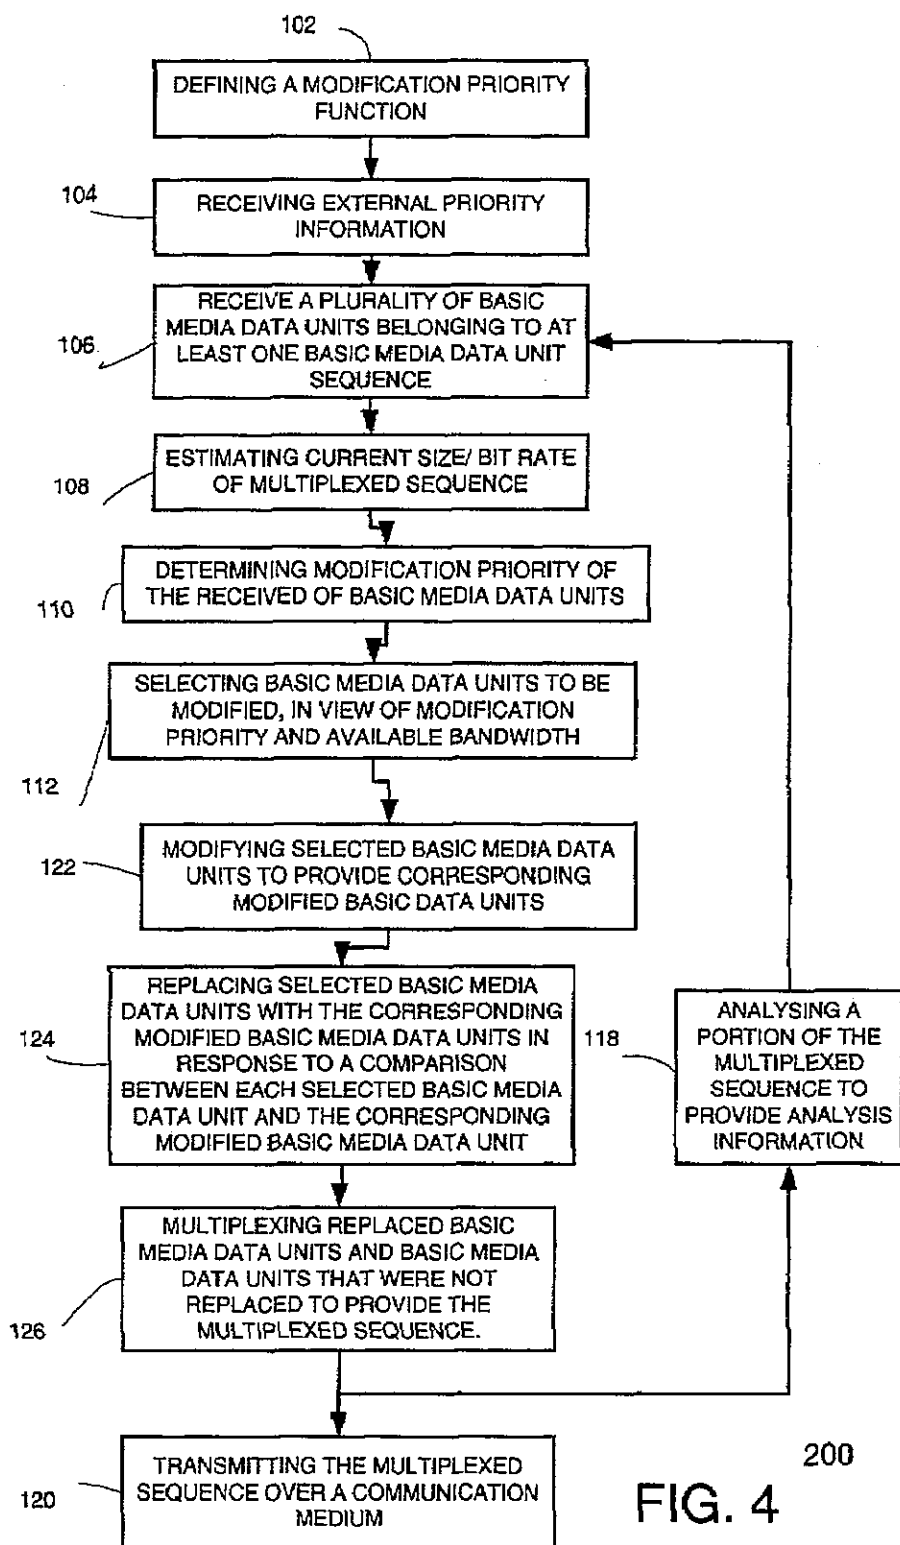 102
DEFINING A MODIFICATION PRIORITY
FUNCTION
104
RECEIVING EXTERNAL PRIORITY
INFORMATION
106
RECEIVE A PLURALITY OF BASIC
MEDIA DATA UNITS BELONGING TO AT
LEAST ONE BASIC MEDIA DATA UNIT
SEQUENCE
108
ESTIMATING CURRENT SIZE/ BIT RATE
OF MULTIPLEXED SEQUENCE
110
DETERMINING MODIFICATION PRIORITY OF
THE RECEIVED OF BASIC MEDIA DATA UNITS
112
SELECTING BASIC MEDIA DATA UNITS TO BE
MODIFIED, IN VIEW OF MODIFICATION
PRIORITY AND AVAILABLE BANDWIDTH
122
MODIFYING SELECTED BASIC MEDIA DATA
UNITS TO PROVIDE CORRESPONDING
MODIFIED BASIC DATA UNITS
124
REPLACING SELECTED BASIC MEDIA
DATA UNITS WITH THE CORRESPONDING
MODIFIED BASIC MEDIA DATA UNITS IN
RESPONSE TO A COMPARISON
BETWEEN EACH SELECTED BASIC MEDIA
DATA UNIT AND THE CORRESPONDING
MODIFIED BASIC MEDIA DATA UNIT
118
ANALYSING A
PORTION OF THE
MULTIPLEXED
SEQUENCE TO
PROVIDE ANALYSIS
INFORMATION
126
MULTIPLEXING REPLACED BASIC
MEDIA DATA UNITS AND BASIC MEDIA
DATA UNITS THAT WERE NOT
REPLACED TO PROVIDE THE
MULTIPLEXED SEQUENCE.
120
TRANSMITTING THE MULTIPLEXED
SEQUENCE OVER A COMMUNICATION
MEDIUM
200
FIG. 4